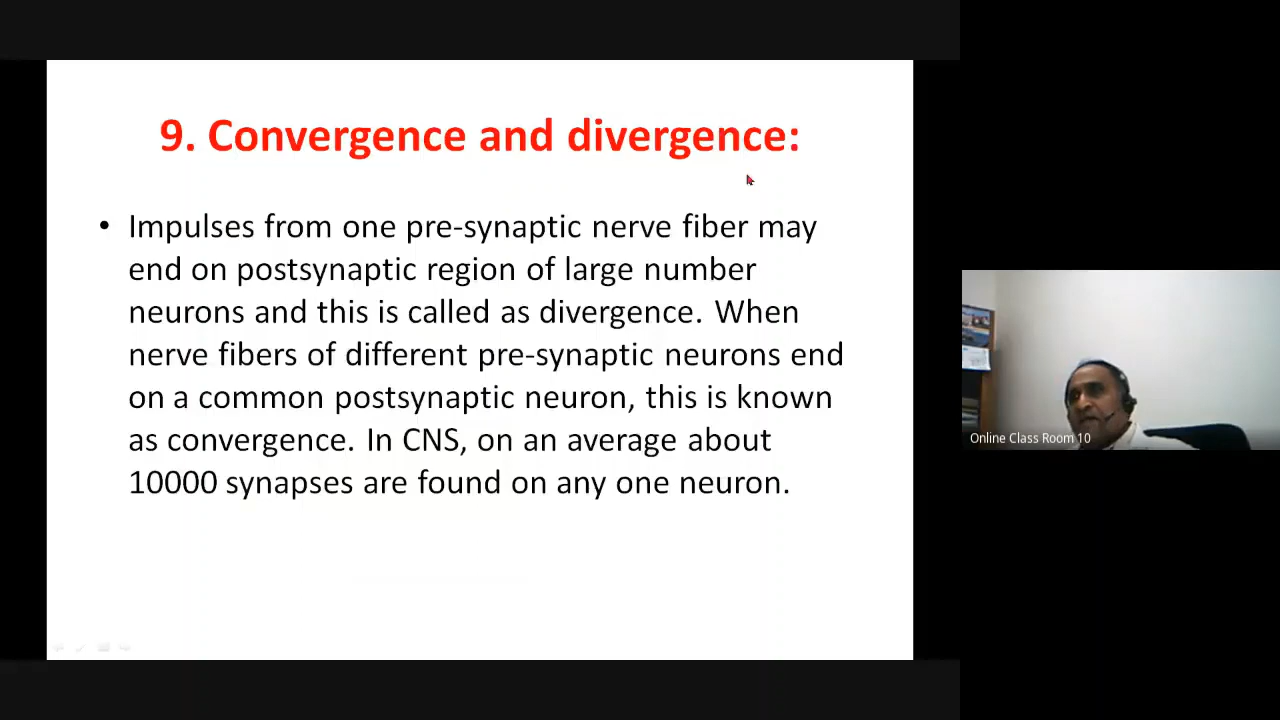 9. Convergence and divergence:
• Impulses from one pre-synaptic nerve fiber may
end on postsynaptic region of large number
neurons and this is called as divergence. When
nerve fibers of different pre-synaptic neurons end
on a common postsynaptic neuron, this is known
as convergence. In CNS, on an average about
10000 synapses are found on any one neuron.
Online Class Room 10